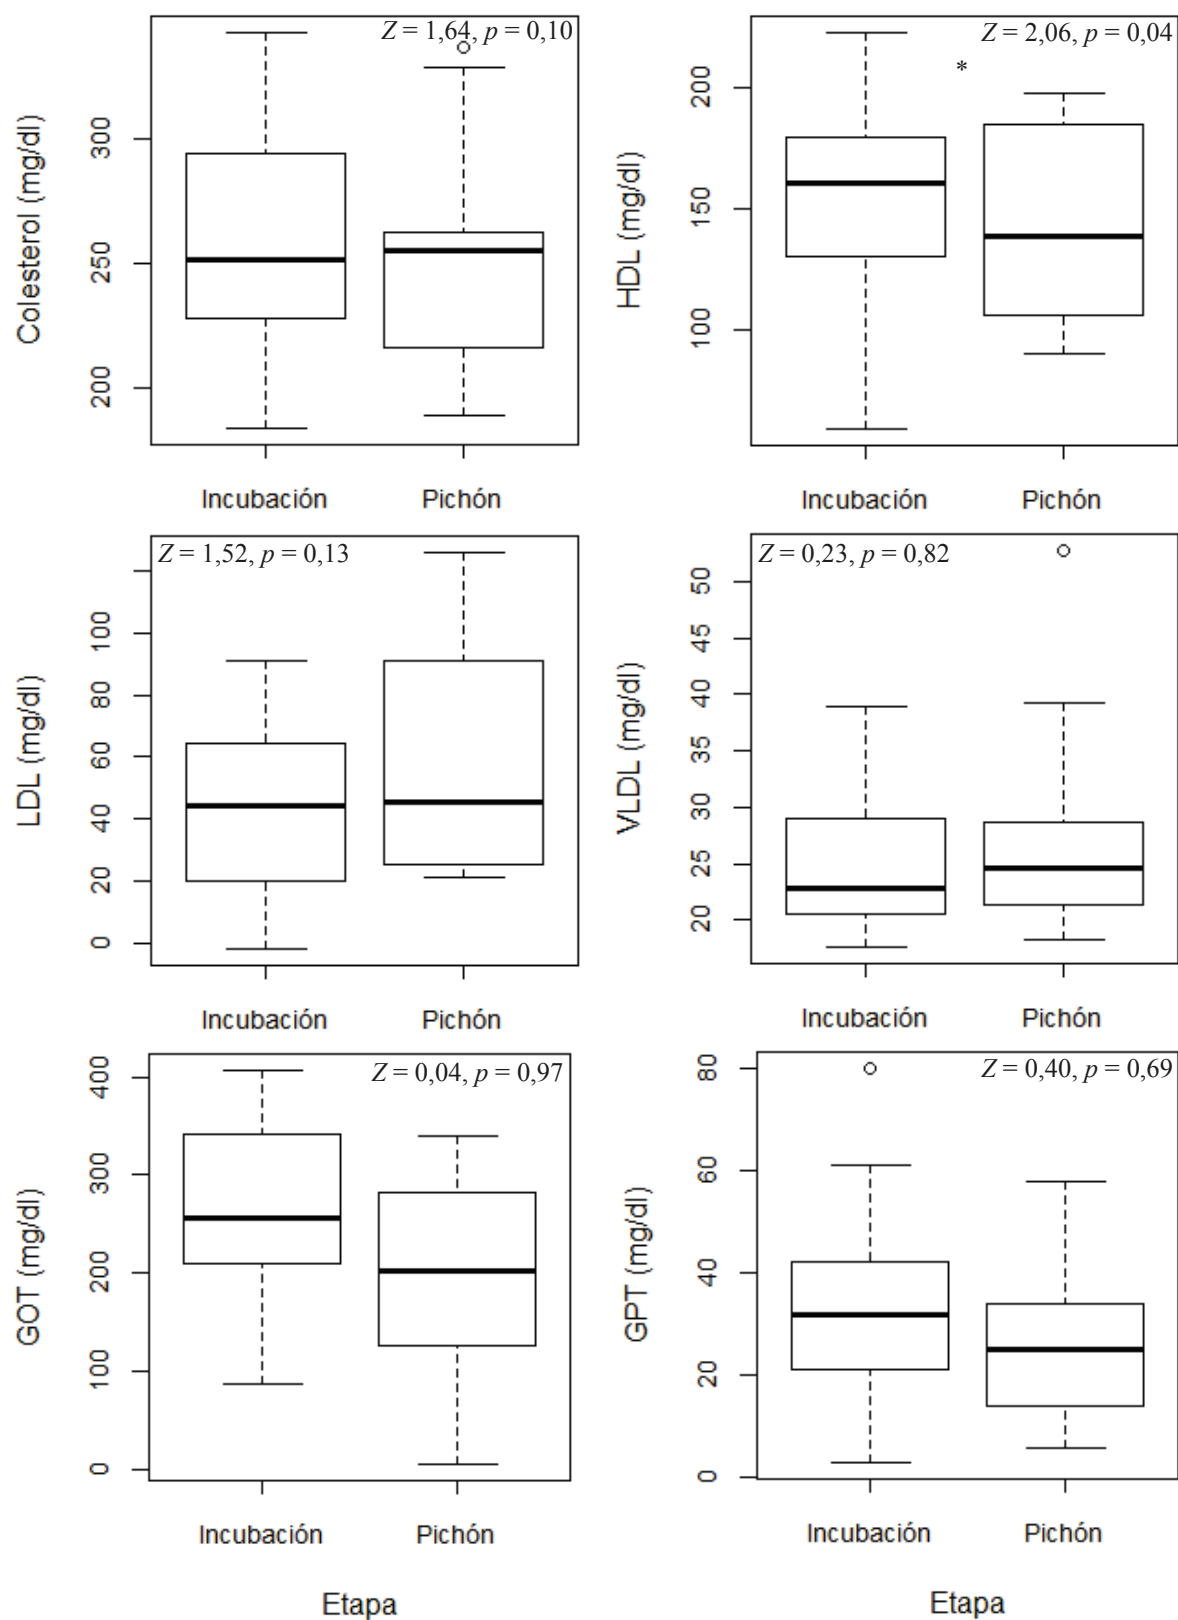 Z = 1,64, p = 0,10
Colesterol (mg/dl)
300
250
200
Incubación
Pichón
Z = 2,06, p = 0,04
*
HDL (mg/dl)
200
150
100
Incubación
Pichón
Z = 1,52, p = 0,13
LDL (mg/dl)
100
80
60
40
20
0
Incubación
Pichón
Z = 0,23, p = 0,82
VLDL (mg/dl)
50
45
40
35
30
25
20
Incubación
Pichón
Z = 0,04, p = 0,97
GOT (mg/dl)
400
300
200
100
0
Incubación
Pichón
Etapa
Z = 0,40, p = 0,69
GPT (mg/dl)
80
60
40
20
0
Incubación
Pichón
Etapa